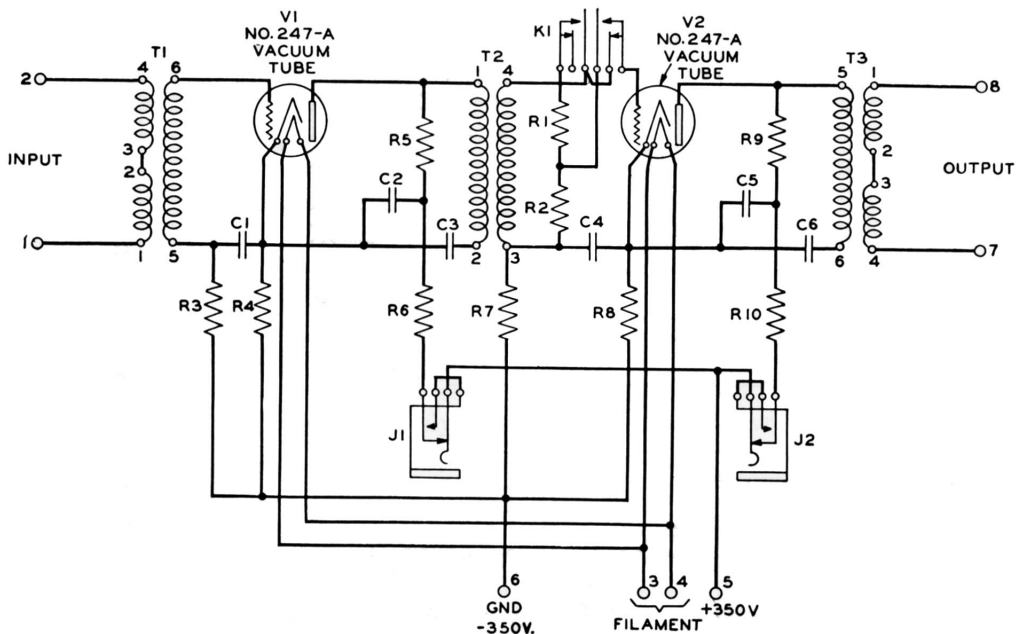 V1
NO. 247-A
VACUUM
TUBE
K1
V2
NO. 247-A
VACUUM
TUBE
T1
T2
T3
2
4
6
1
4
5
1
8
INPUT
3
2
R5
R1
R9
2
3
OUTPUT
C2
R2
C5
1
1
5
C1
C3
2
3
C4
C6
6
4
7
R3
R4
R6
R7
R8
R10
J1
J2
6
3
4
5
GND
-350V.
FILAMENT
+350V